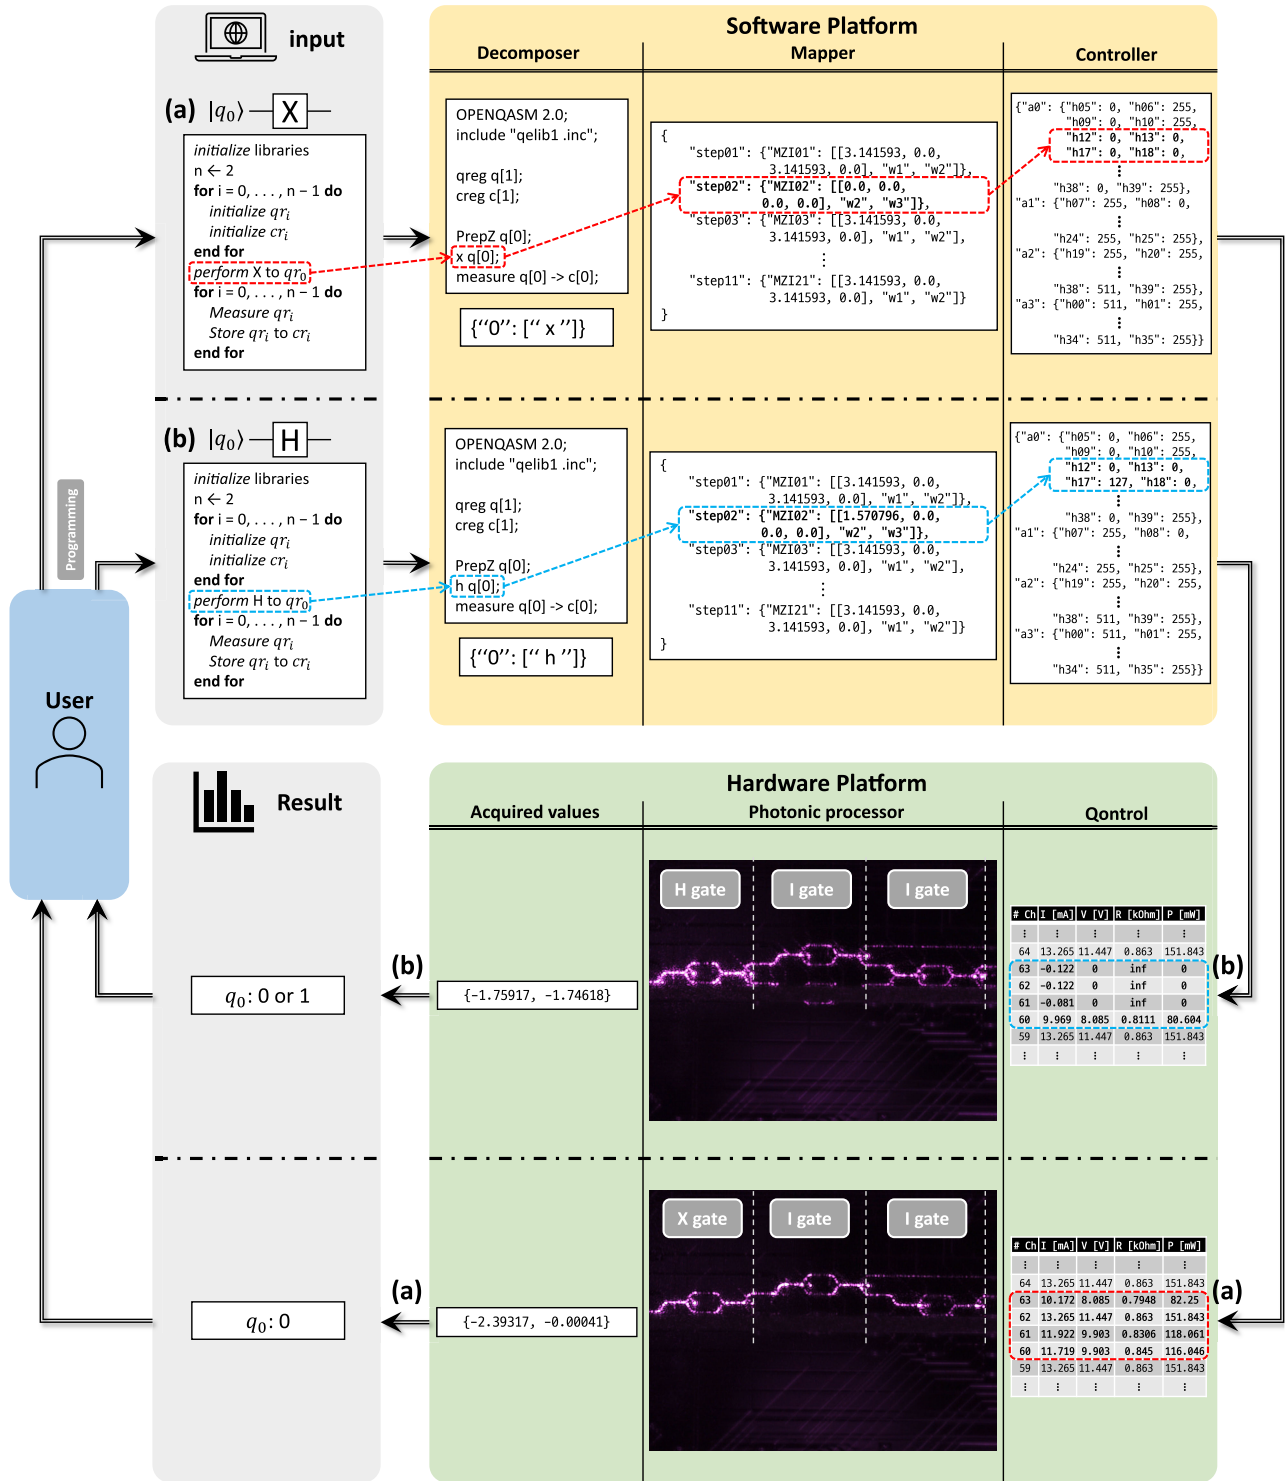 input
(a) |q₀⟩ X
initialize libraries
n ← 2
for i = 0, . . . , n − 1 do
initialize qrᵢ
initialize crᵢ
end for
perform X to qr₀
for i = 0, . . . , n − 1 do
Measure qrᵢ
Store qrᵢ to crᵢ
end for
(b) |q₀⟩ H
initialize libraries
n ← 2
for i = 0, . . . , n − 1 do
initialize qrᵢ
initialize crᵢ
end for
perform H to qr₀
for i = 0, . . . , n − 1 do
Measure qrᵢ
Store qrᵢ to crᵢ
end for
Programming
User
Software Platform
Decomposer
Mapper
Controller
OPENQASM 2.0;
include "qelib1 .inc";
qreg q[1];
creg c[1];
PrepZ q[0];
x q[0];
measure q[0] -> c[0];
{“0”: [“ x ”]}
{
"step01": {"MZI01": [[3.141593, 0.0,
3.141593, 0.0], "w1", "w2"]},
"step02": {"MZI02": [[0.0, 0.0,
0.0, 0.0], "w2", "w3"]},
"step03": {"MZI03": [[3.141593, 0.0,
3.141593, 0.0], "w1", "w2"],
⋮
"step11": {"MZI21": [[3.141593, 0.0,
3.141593, 0.0], "w1", "w2"]}
}
{"a0": {"h05": 0, "h06": 255,
"h09": 0, "h10": 255,
"h12": 0, "h13": 0,
"h17": 0, "h18": 0,
⋮
"h38": 0, "h39": 255},
"a1": {"h07": 255, "h08": 0,
⋮
"h24": 255, "h25": 255},
"a2": {"h19": 255, "h20": 255,
⋮
"h38": 511, "h39": 255},
"a3": {"h00": 511, "h01": 255,
⋮
"h34": 511, "h35": 255}}
OPENQASM 2.0;
include "qelib1 .inc";
qreg q[1];
creg c[1];
PrepZ q[0];
h q[0];
measure q[0] -> c[0];
{“0”: [“ h ”]}
{
"step01": {"MZI01": [[3.141593, 0.0,
3.141593, 0.0], "w1", "w2"]},
"step02": {"MZI02": [[1.570796, 0.0,
0.0, 0.0], "w2", "w3"]},
"step03": {"MZI03": [[3.141593, 0.0,
3.141593, 0.0], "w1", "w2"],
⋮
"step11": {"MZI21": [[3.141593, 0.0,
3.141593, 0.0], "w1", "w2"]}
}
{"a0": {"h05": 0, "h06": 255,
"h09": 0, "h10": 255,
"h12": 0, "h13": 0,
"h17": 127, "h18": 0,
⋮
"h38": 0, "h39": 255},
"a1": {"h07": 255, "h08": 0,
⋮
"h24": 255, "h25": 255},
"a2": {"h19": 255, "h20": 255,
⋮
"h38": 511, "h39": 255},
"a3": {"h00": 511, "h01": 255,
⋮
"h34": 511, "h35": 255}}
Result
Hardware Platform
Acquired values
Photonic processor
Qontrol
(b)
q₀: 0 or 1
(b)
{−1.75917, −1.74618}
H gate I gate I gate
# Ch I [mA] V [V] R [kOhm] P [mW]
⋮ ⋮ ⋮ ⋮ ⋮
64 13.265 11.447 0.863 151.843
63 −0.122 0 inf 0
62 −0.122 0 inf 0
61 −0.081 0 inf 0
60 9.969 8.085 0.8111 80.604
59 13.265 11.447 0.863 151.843
⋮ ⋮ ⋮ ⋮ ⋮
(a)
q₀: 0
(a)
{−2.39317, −0.00041}
X gate I gate I gate
# Ch I [mA] V [V] R [kOhm] P [mW]
⋮ ⋮ ⋮ ⋮ ⋮
64 13.265 11.447 0.863 151.843
63 10.172 8.085 0.7948 82.25
62 13.265 11.447 0.863 151.843
61 11.922 9.903 0.8306 118.061
60 11.719 9.903 0.845 116.046
59 13.265 11.447 0.863 151.843
⋮ ⋮ ⋮ ⋮ ⋮